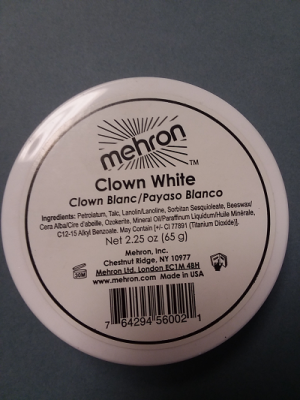 mehron™
Clown White
Clown Blanc/Payaso Blanco
Ingredients: Petrolatum, Talc, Lanolin/Lanoline, Sorbitan Sesquioleate, Beeswax/
Cera Alba/Cire d'abeille, Ozokerite, Mineral Oil/Paraffinum Liquidum/Huile Minérale,
C12-15 Alkyl Benzoate. May Contain [+/- CI 77891 (Titanium Dioxide)].
Net 2.25 oz (65 g)
Mehron, Inc.
Chestnut Ridge, NY 10977
Mehron Ltd. London EC1M 4BH
www.mehron.com Made in USA
7 64294 56002 1